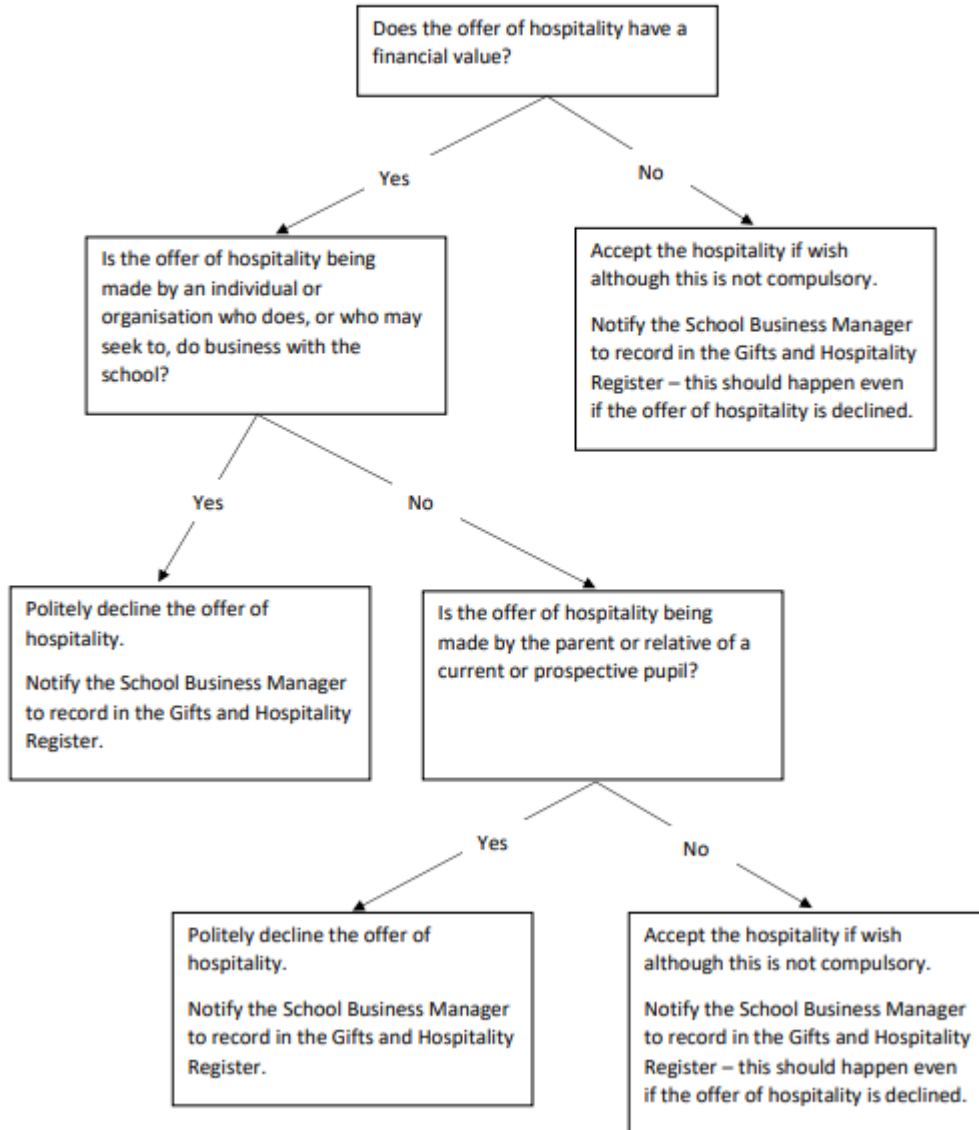 Does the offer of hospitality have a
financial value?
Yes
No
Is the offer of hospitality being
made by an individual or
organisation who does, or who may
seek to, do business with the
school?
Accept the hospitality if wish
although this is not compulsory.
Notify the School Business Manager
to record in the Gifts and Hospitality
Register – this should happen even
if the offer of hospitality is declined.
Yes
No
Politely decline the offer of
hospitality.
Notify the School Business Manager
to record in the Gifts and Hospitality
Register.
Is the offer of hospitality being
made by the parent or relative of a
current or prospective pupil?
Yes
No
Politely decline the offer of
hospitality.
Notify the School Business Manager
to record in the Gifts and Hospitality
Register.
Accept the hospitality if wish
although this is not compulsory.
Notify the School Business Manager
to record in the Gifts and Hospitality
Register – this should happen even
if the offer of hospitality is declined.